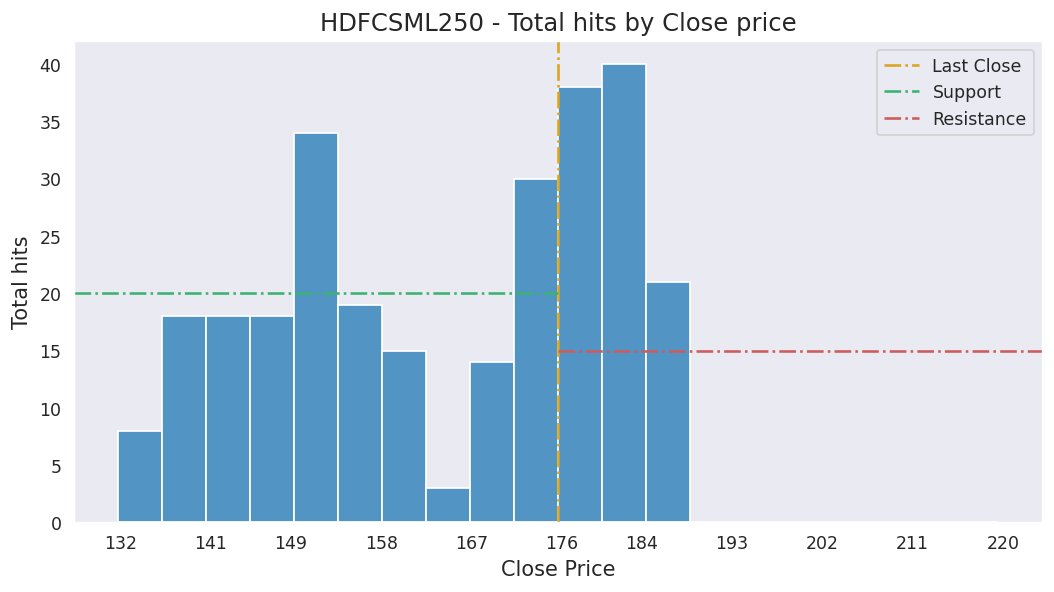 HDFCSML250 - Total hits by Close price
Last Close
Support
Resistance
Total hits
40
35
30
25
20
15
10
5
0
132 141 149 158 167 176 184 193 202 211 220
Close Price